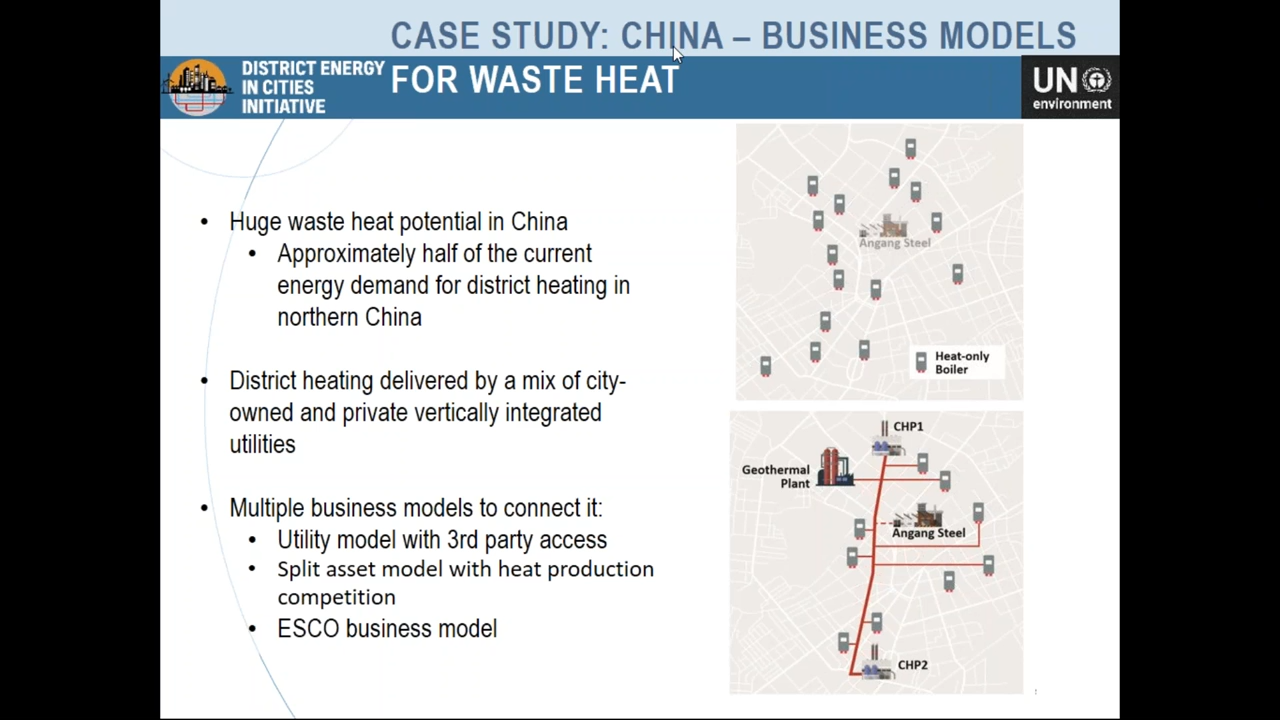 CASE STUDY: CHINA – BUSINESS MODELS
FOR WASTE HEAT
DISTRICT ENERGY
IN CITIES
INITIATIVE
UN
environment
• Huge waste heat potential in China
• Approximately half of the current
energy demand for district heating in
northern China
• District heating delivered by a mix of city-
owned and private vertically integrated
utilities
• Multiple business models to connect it:
• Utility model with 3rd party access
• Split asset model with heat production
competition
• ESCO business model
Angang Steel
Heat-only
Boiler
CHP1
Geothermal
Plant
Angang Steel
CHP2